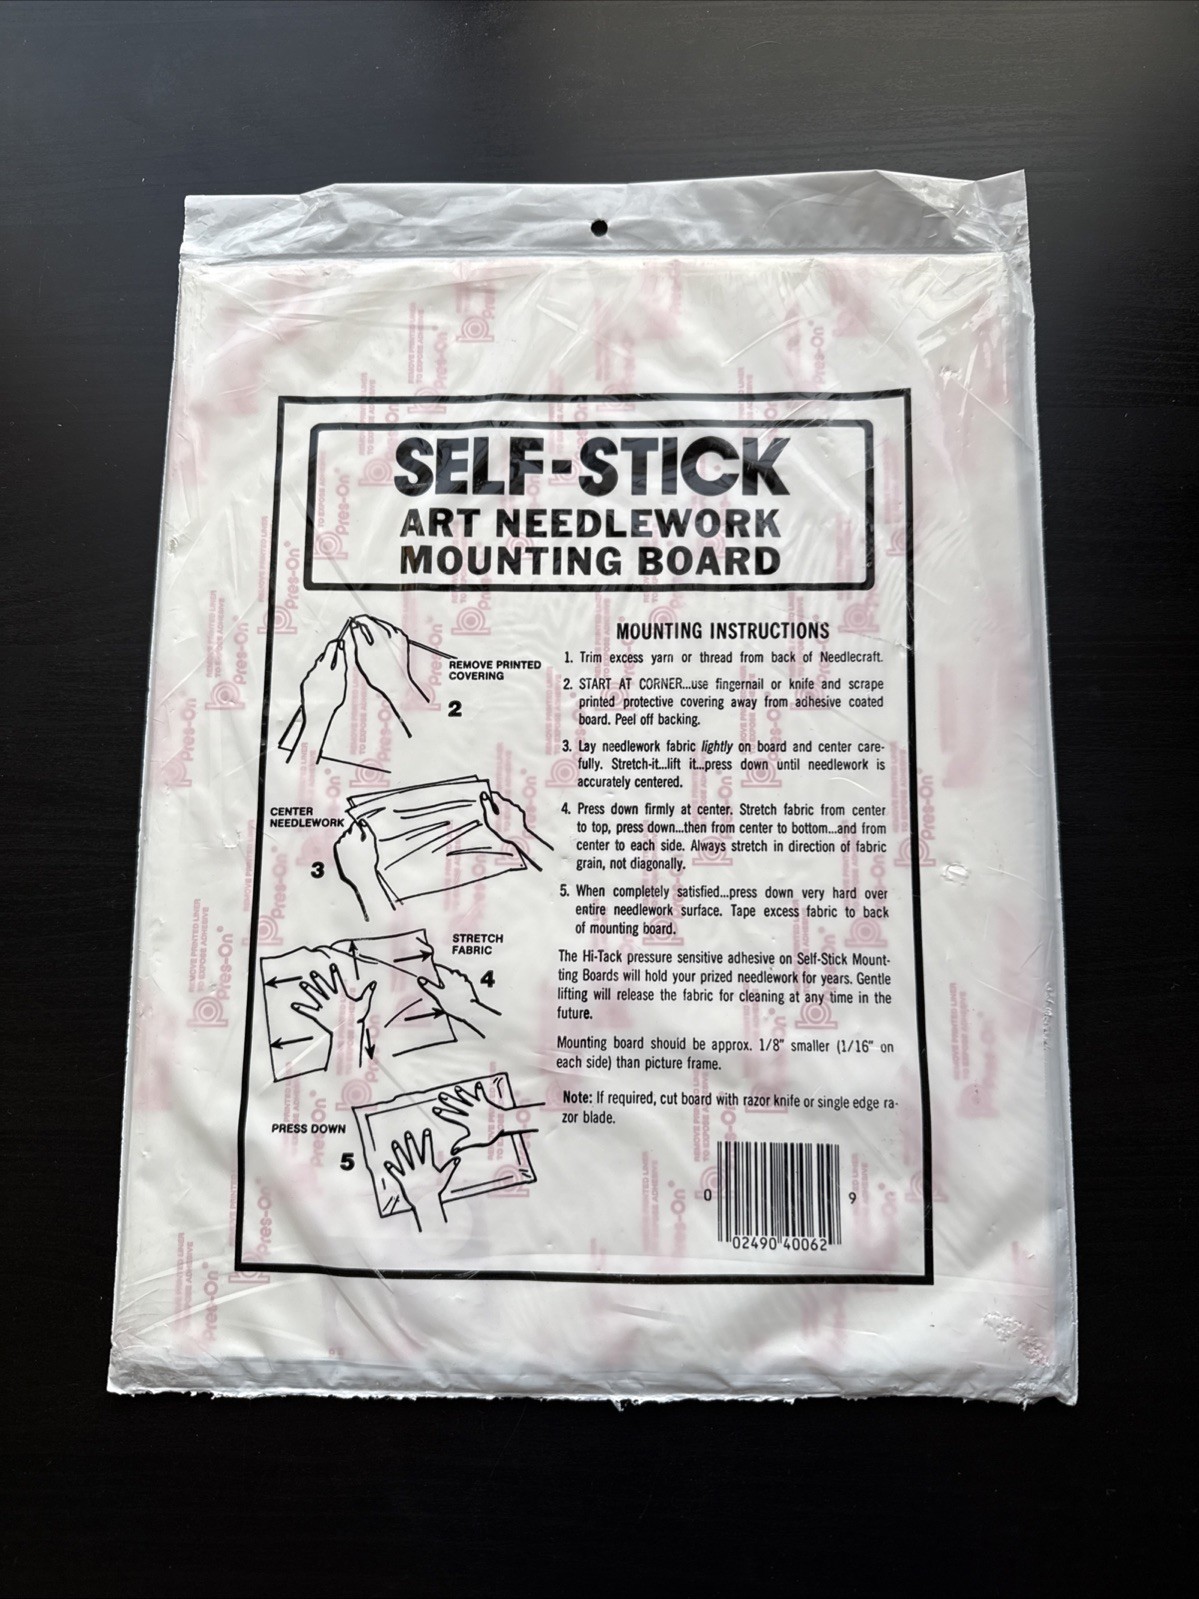 SELF-STICK
ART NEEDLEWORK
MOUNTING BOARD
REMOVE PRINTED
COVERING
2
CENTER
NEEDLEWORK
3
STRETCH
FABRIC
4
PRESS DOWN
5
MOUNTING INSTRUCTIONS
1. Trim excess yarn or thread from back of Needlecraft.
2. START AT CORNER...use fingernail or knife and scrape
printed protective covering away from adhesive coated
board. Peel off backing.
3. Lay needlework fabric lightly on board and center care-
fully. Stretch-it...lift it...press down until needlework is
accurately centered.
4. Press down firmly at center. Stretch fabric from center
to top, press down...then from center to bottom...and from
center to each side. Always stretch in direction of fabric
grain, not diagonally.
5. When completely satisfied...press down very hard over
entire needlework surface. Tape excess fabric to back
of mounting board.
The Hi-Tack pressure sensitive adhesive on Self-Stick Mount-
ting Boards will hold your prized needlework for years. Gentle
lifting will release the fabric for cleaning at any time in the
future.
Mounting board should be approx. 1/8" smaller (1/16" on
each side) than picture frame.
Note: If required, cut board with razor knife or single edge ra-
zor blade.
0 02490 40062 9
REMOVE PRINTED LINER
TO EXPOSE ADHESIVE
Pres-On®